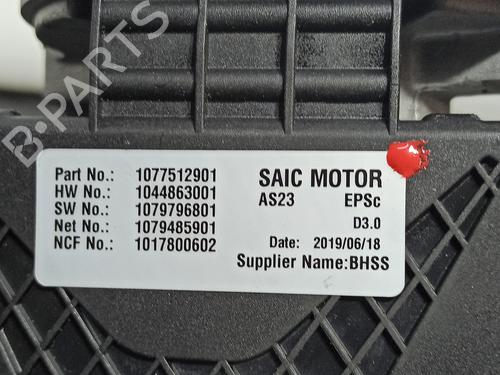 B-PARTS
Part No.: 1077512901
HW No.: 1044863001
SW No.: 1079796801
Net No.: 1079485901
NCF No.: 1017800602
SAIC MOTOR
AS23 EPSc
D3.0
Date: 2019/06/18
Supplier Name:BHSS